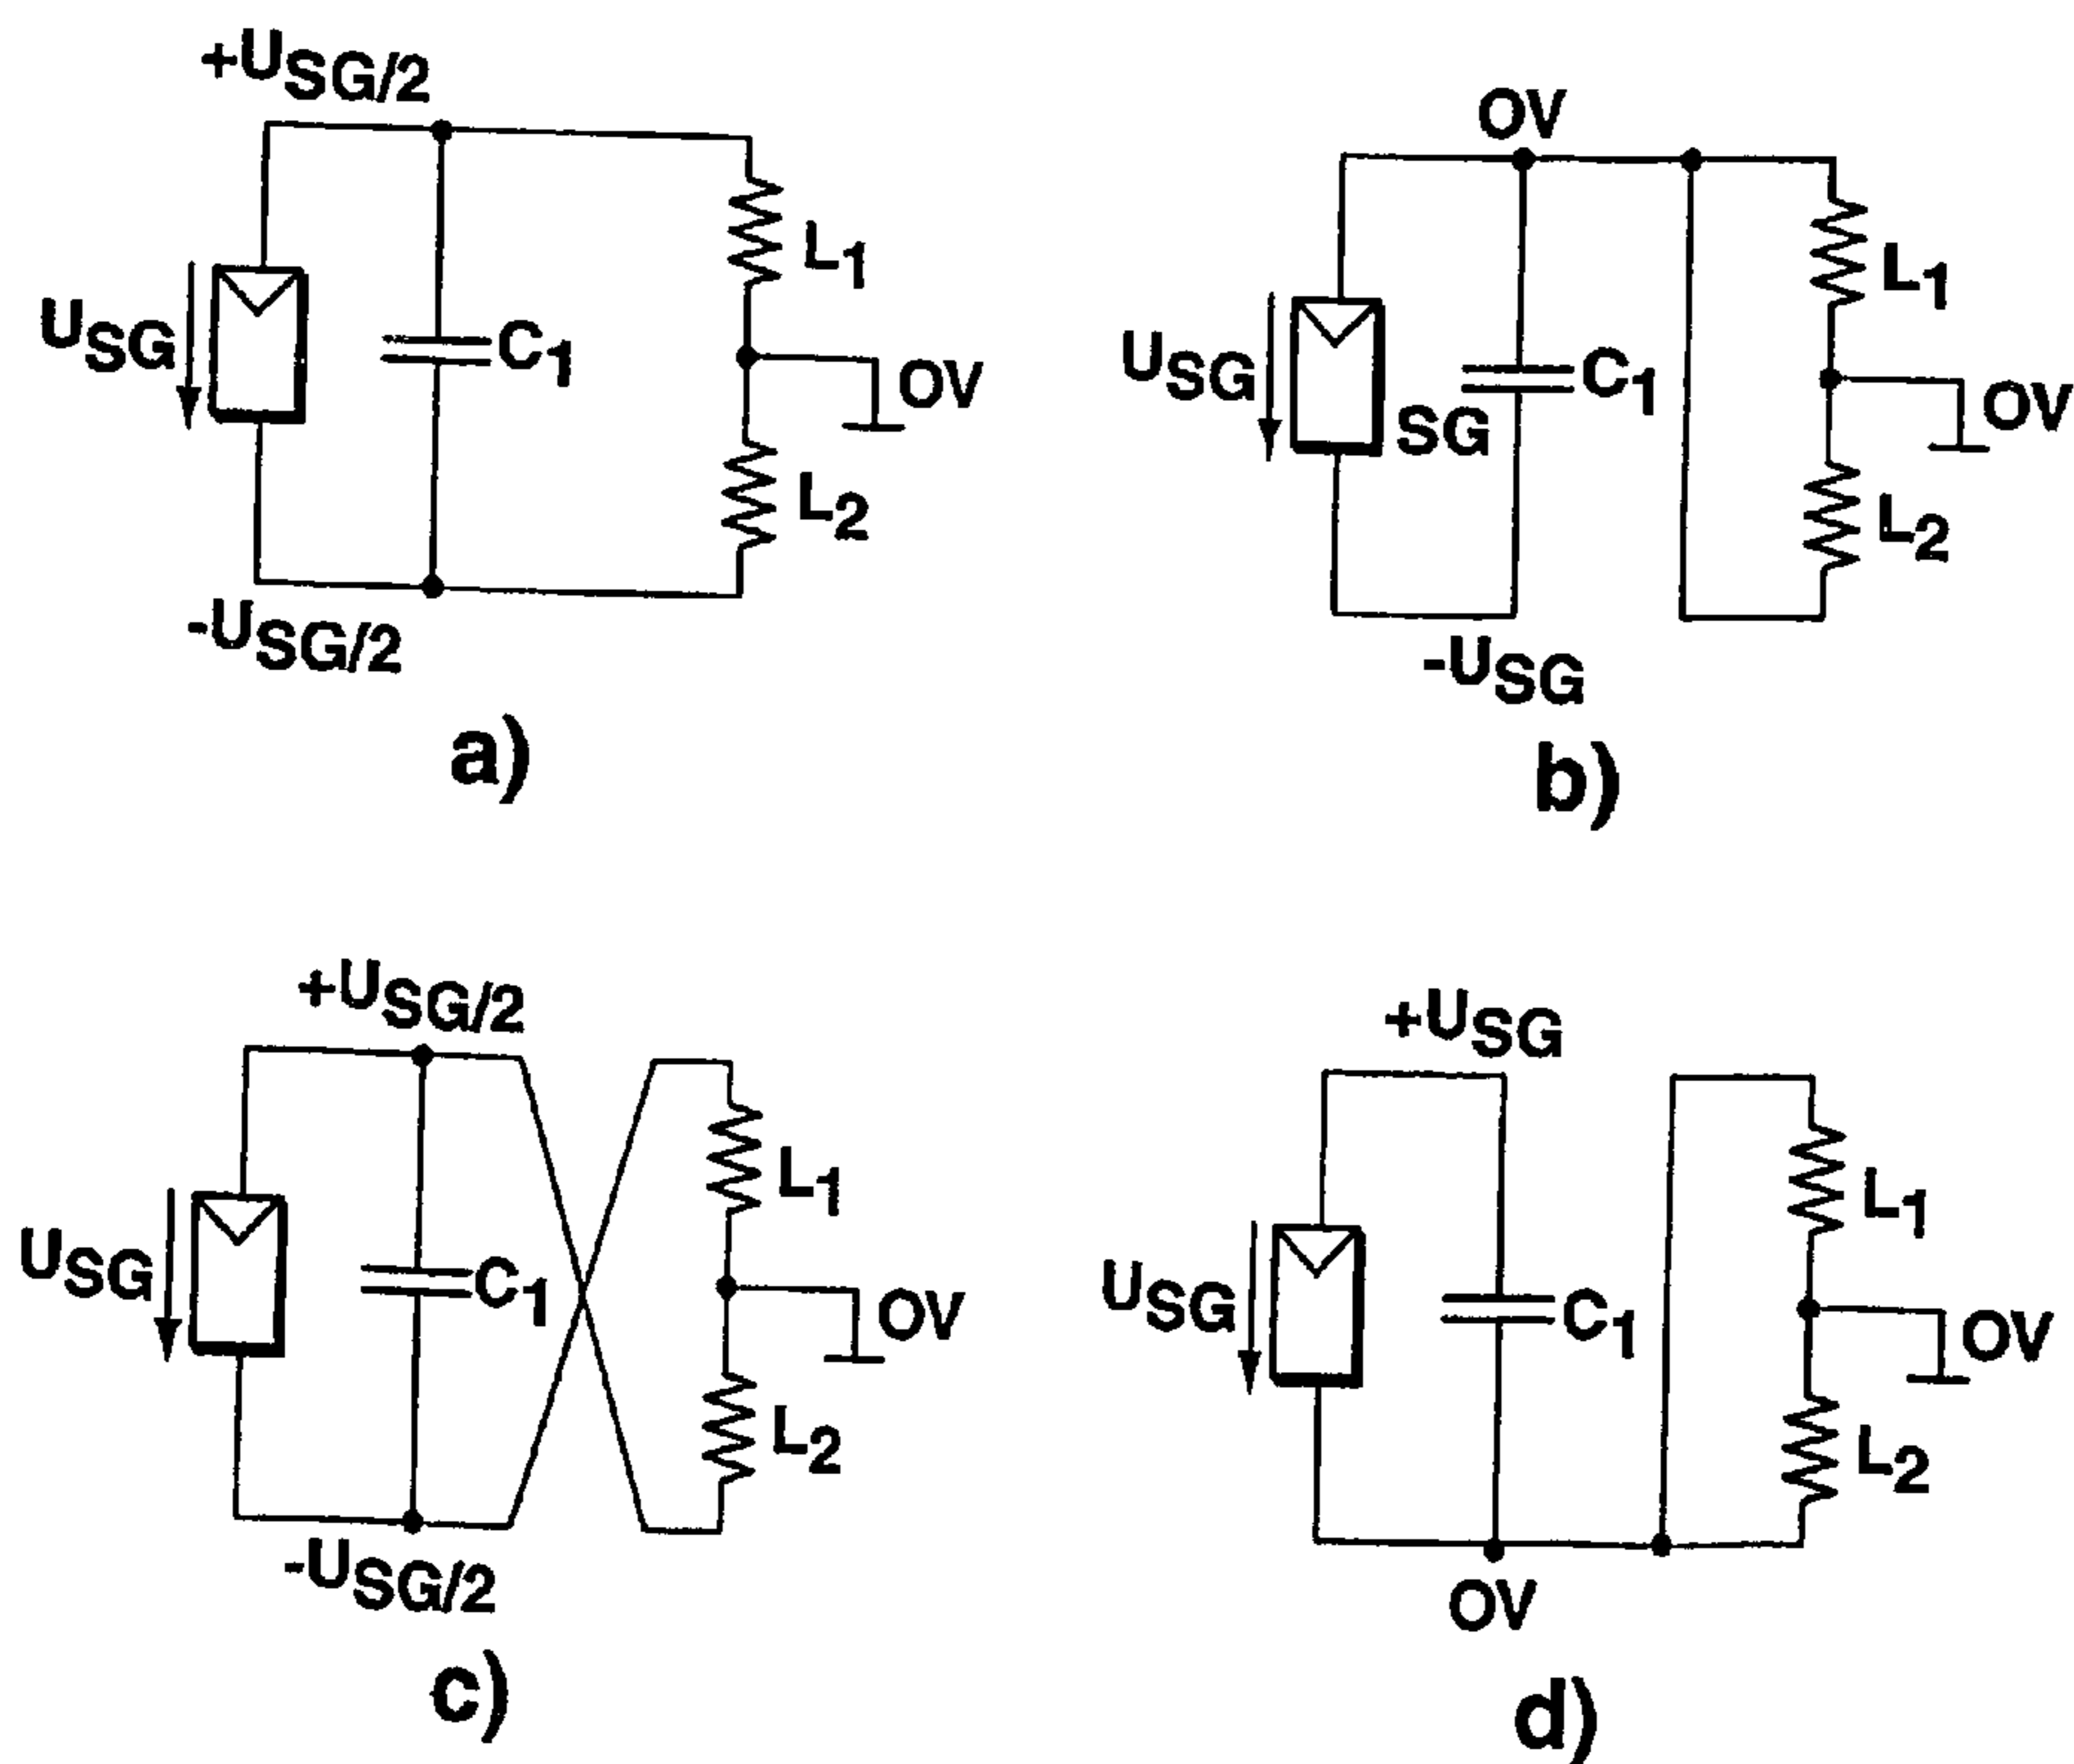 +USG/2
USG
C1
L1
OV
L2
-USG/2
a)
OV
USG
SG
C1
L1
OV
L2
-USG
b)
+USG/2
USG
C1
L1
OV
L2
-USG/2
c)
+USG
USG
C1
L1
OV
L2
OV
d)